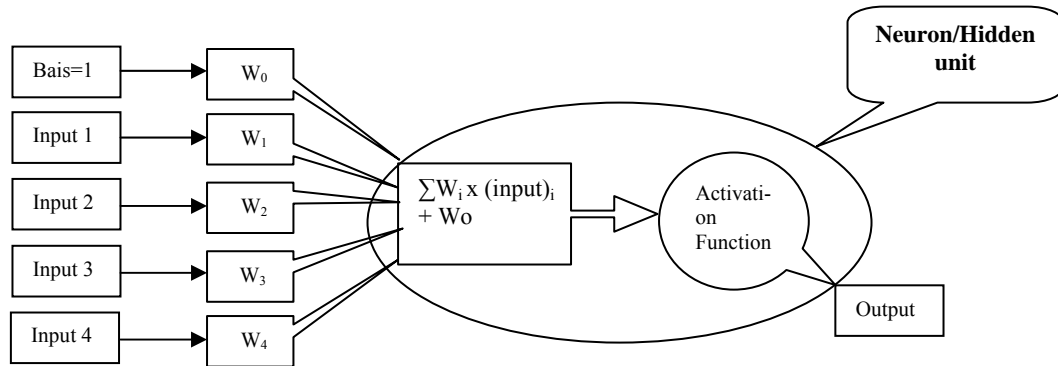 Neuron/Hidden
unit
Bais=1
W₀
Input 1
W₁
Input 2
W₂
Input 3
W₃
Input 4
W₄
∑Wᵢ x (input)ᵢ
+ Wo
Activati-
on
Function
Output